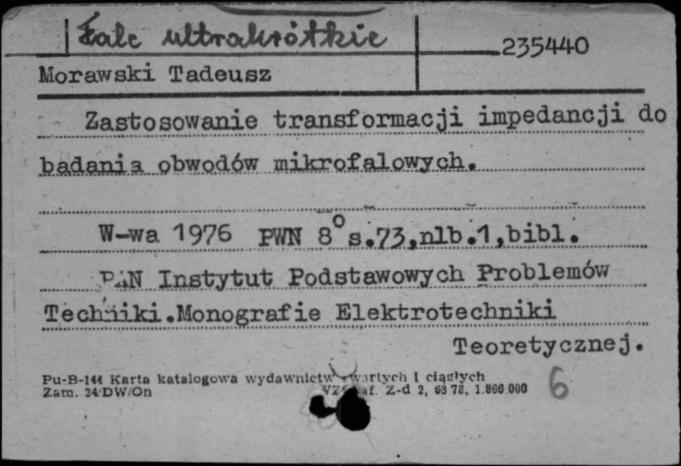 Fale ultrakrótkie
235440
Morawski Tadeusz
Zastosowanie transformacji impedancji do
badania obwodów mikrofalowych.
W-wa 1976 PWN 8° s.73,nlb.1,bibl.
PAN Instytut Podstawowych Problemów
Techniki.Monografie Elektrotechniki
Teoretycznej.
Pu-B-144 Karta katalogowa wydawnictw zwartych i ciągłych
Zam. 34/DW/On Z-d 2, 63 78, 1.866.000
6